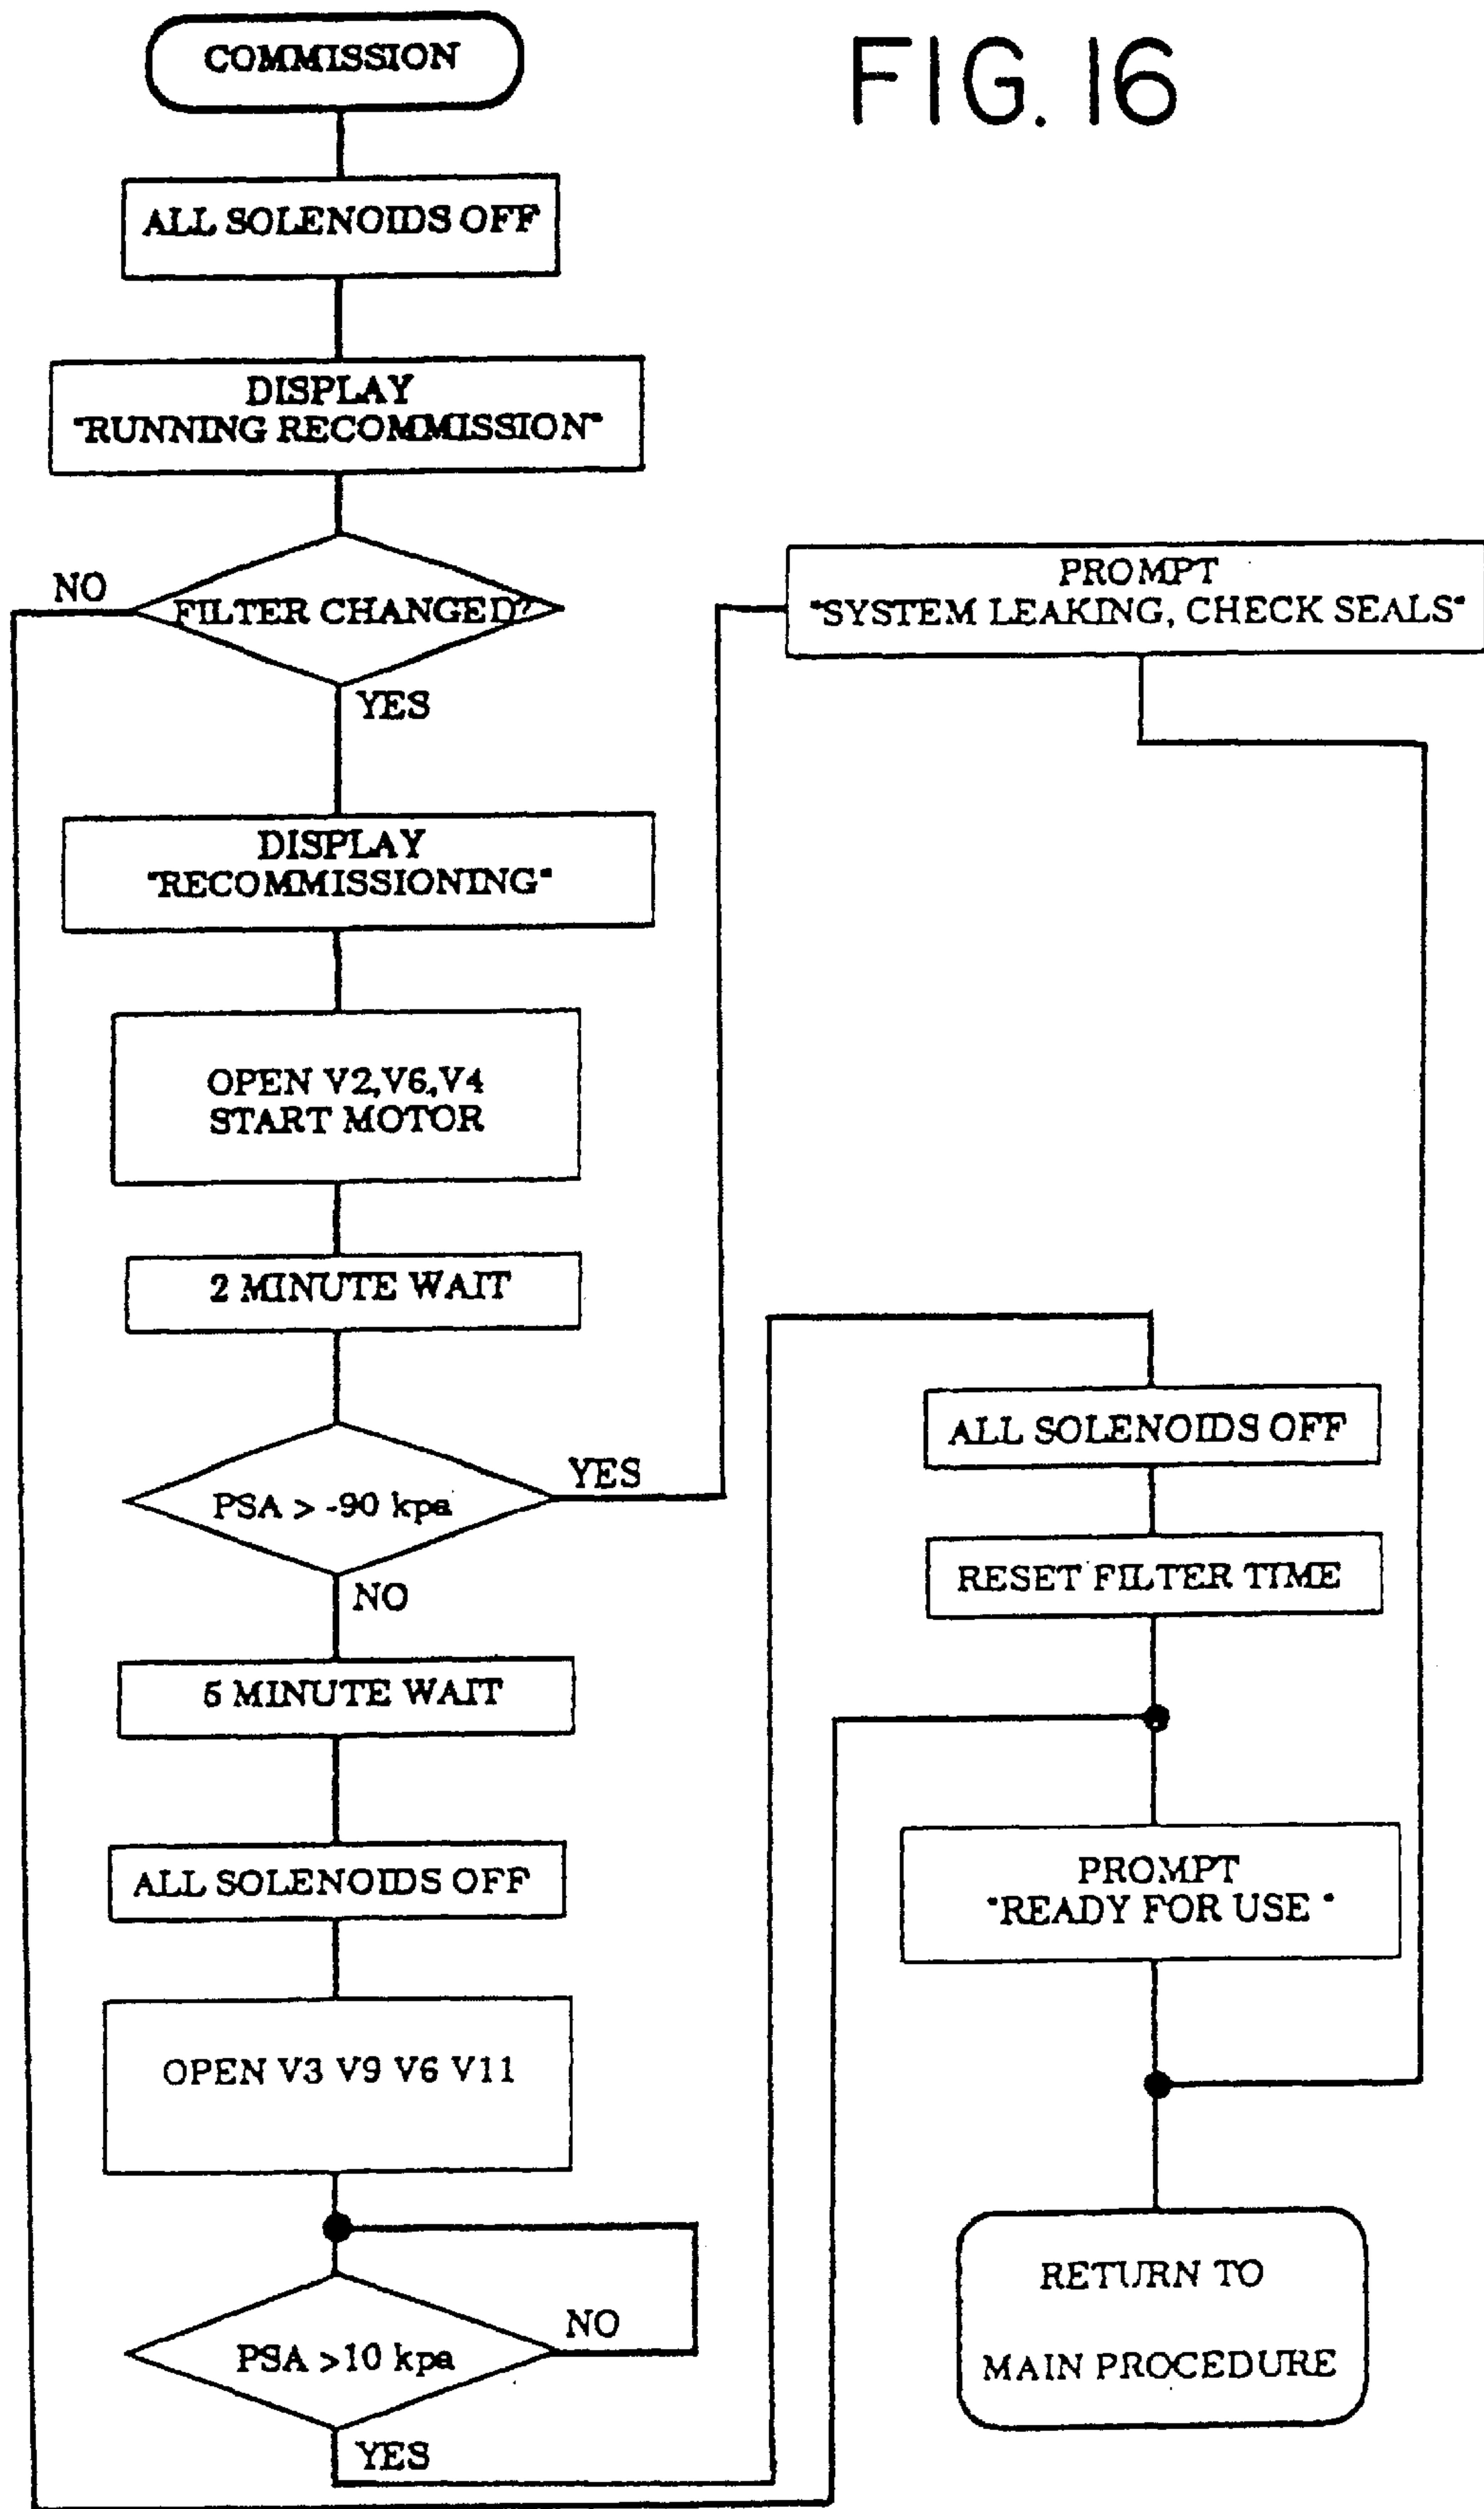 FIG. 16
COMMISSION
ALL SOLENOIDS OFF
DISPLAY
"RUNNING RECOMMISSION"
FILTER CHANGED?
NO
YES
DISPLAY
"RECOMMISSIONING"
OPEN V2,V6,V4
START MOTOR
2 MINUTE WAIT
PSA > -90 kpa
YES
NO
5 MINUTE WAIT
ALL SOLENOIDS OFF
OPEN V3 V9 V6 V11
PSA >10 kpa
NO
YES
PROMPT
"SYSTEM LEAKING, CHECK SEALS"
ALL SOLENOIDS OFF
RESET FILTER TIME
PROMPT
"READY FOR USE "
RETURN TO
MAIN PROCEDURE